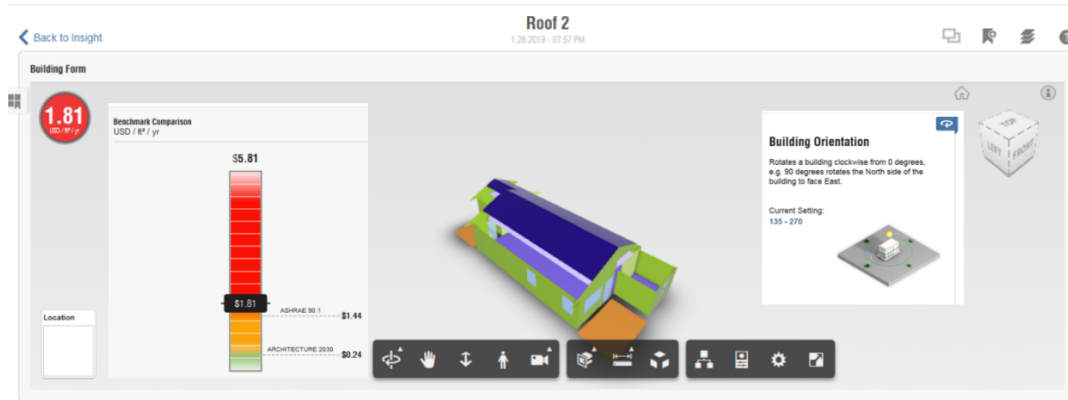 Roof 2
Back to Insight
1.28.2019 - 07:57 PM
Building Form
1.81
USD / ft² / yr
Benchmark Comparison
USD / ft² / yr
$5.81
$1.81
ASHRAE 90.1
$1.44
ARCHITECTURE 2030
$0.24
Location
Building Orientation
Rotates a building clockwise from 0 degrees,
e.g. 90 degrees rotates the North side of the
building to face East.
Current Setting:
135 - 270
TOP
LEFT
FRONT